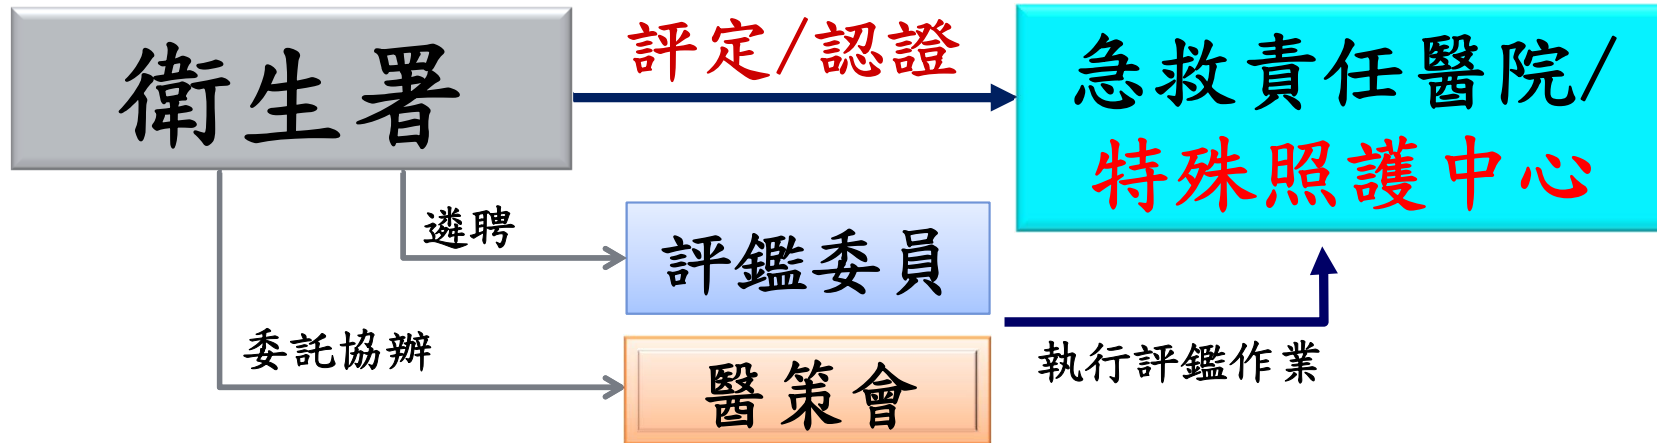 衛生署
評定/認證
急救責任醫院/
特殊照護中心
遴聘
評鑑委員
委託協辦
醫策會
執行評鑑作業